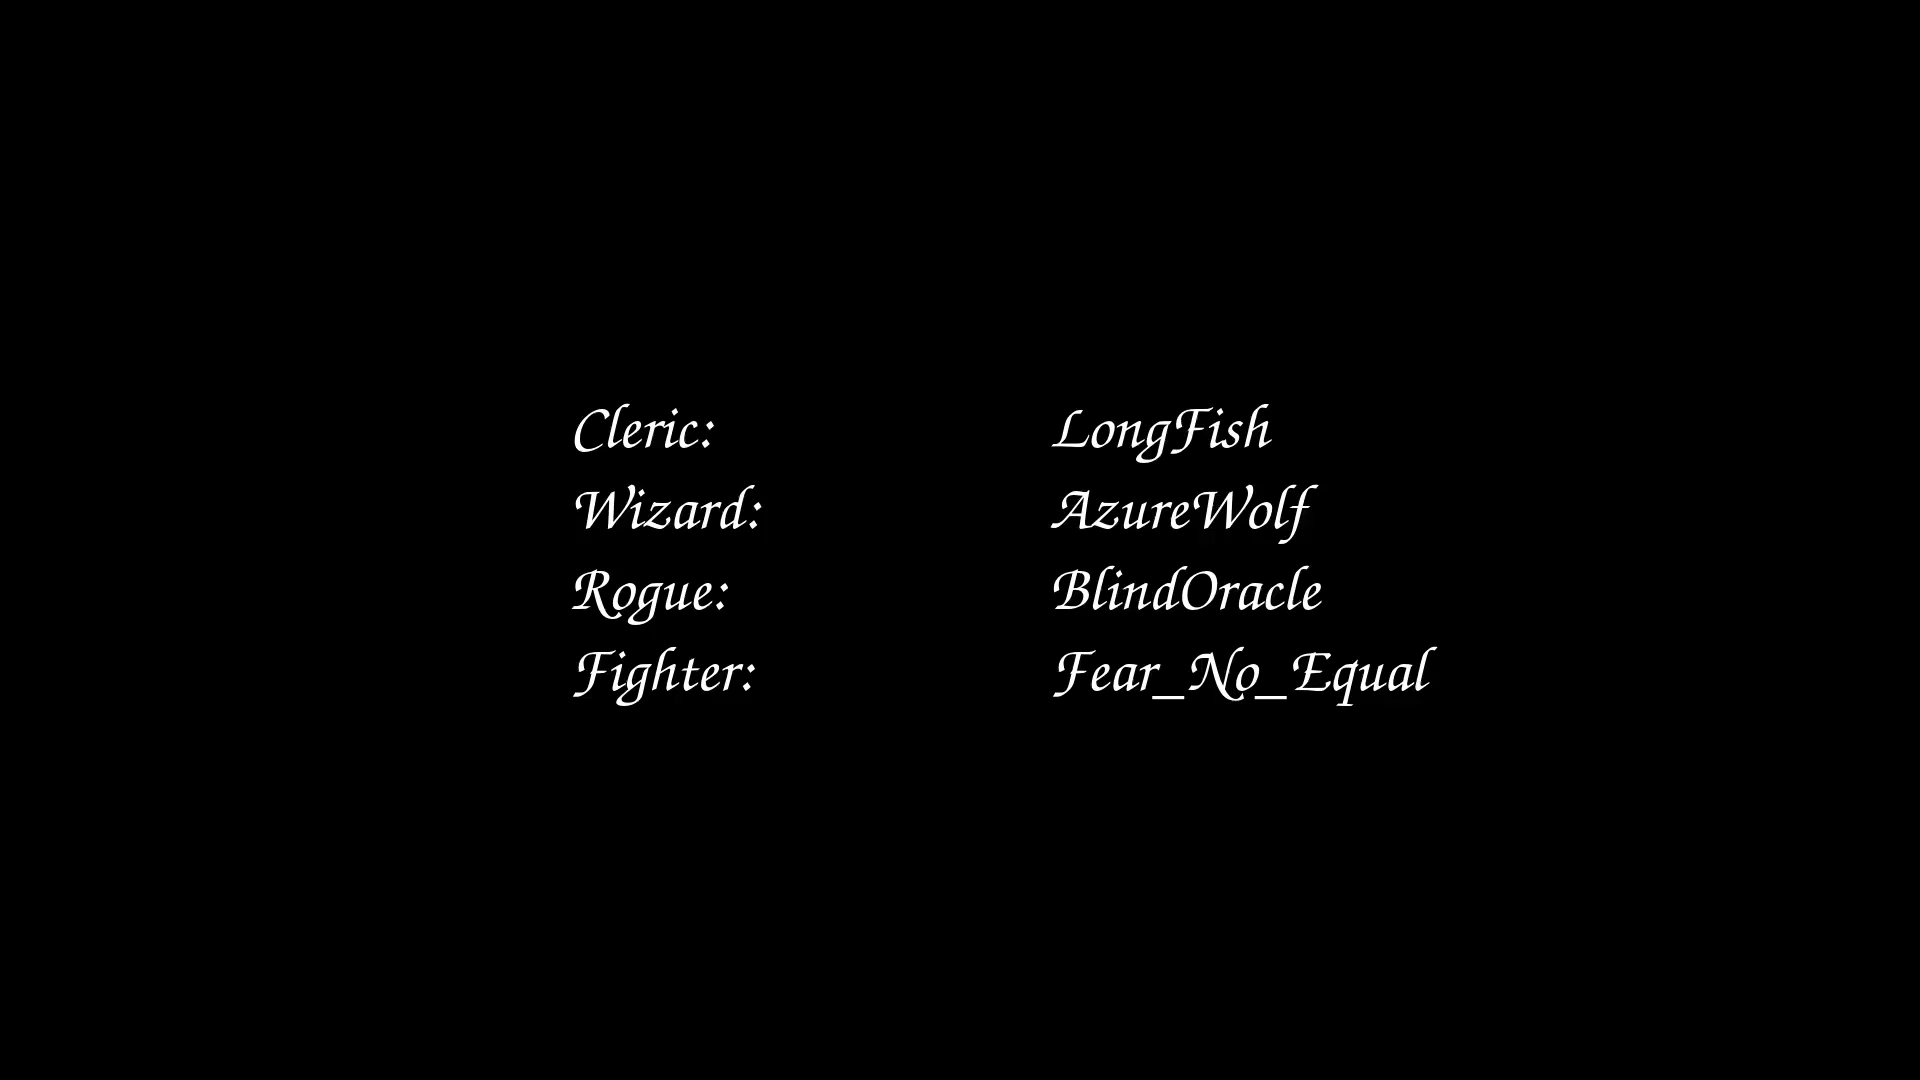 Cleric: LongFish
Wizard: AzureWolf
Rogue: BlindOracle
Fighter: Fear_No_Equal